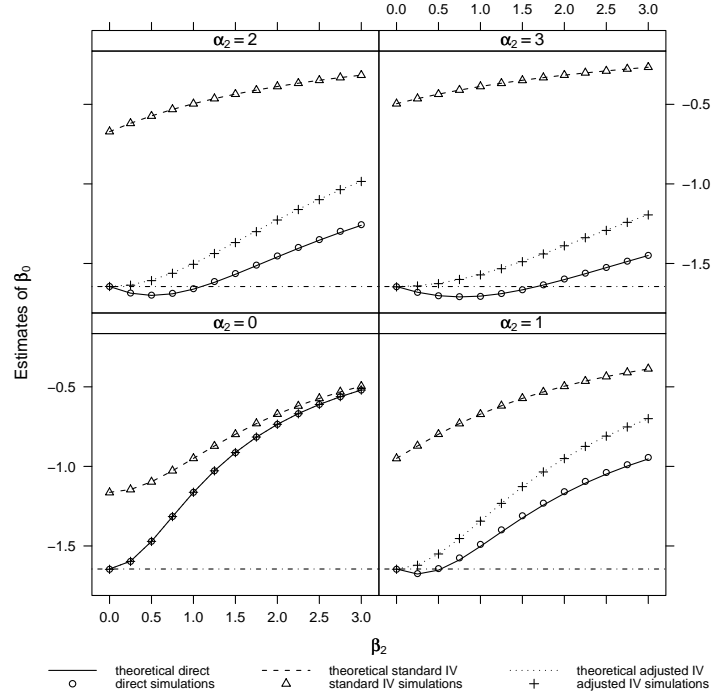 0.0 0.5 1.0 1.5 2.0 2.5 3.0
α₂ = 2
α₂ = 3
−0.5
−1.0
−1.5
Estimates of β₀
α₂ = 0
α₂ = 1
−0.5
−1.0
−1.5
0.0 0.5 1.0 1.5 2.0 2.5 3.0
β₂
theoretical direct
theoretical standard IV
theoretical adjusted IV
direct simulations
standard IV simulations
adjusted IV simulations